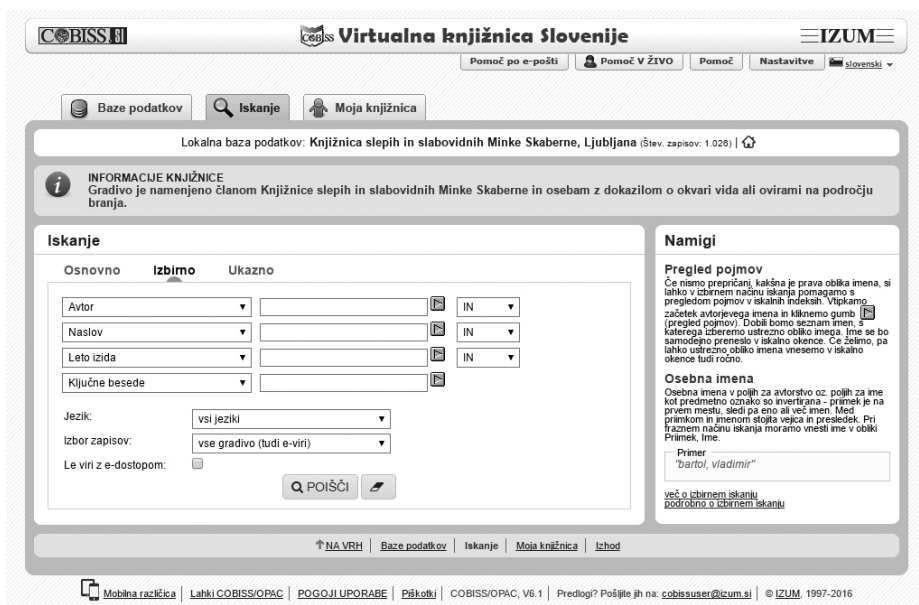 COBISS SI
COBISS Virtualna knjižnica Slovenije
IZUM
Pomoč po e-pošti Pomoč V ŽIVO Pomoč Nastavitve slovenski
Baze podatkov Iskanje Moja knjižnica
Lokalna baza podatkov: Knjižnica slepih in slabovidnih Minke Skaberne, Ljubljana (Štev. zapisov: 1.026) |
INFORMACIJE KNJIŽNICE
Gradivo je namenjeno članom Knjižnice slepih in slabovidnih Minke Skaberne in osebam z dokazilom o okvari vida ali ovirami na področju
branja.
Iskanje
Osnovno Izbirno Ukazno
Avtor IN
Naslov IN
Leto izida IN
Ključne besede
Jezik: vsi jeziki
Izbor zapisov: vse gradivo (tudi e-viri)
Le viri z e-dostopom:
POIŠČI
Namigi
Pregled pojmov
Če nismo prepričani, kakšna je prava oblika imena, si
lahko v izbirnem načinu iskanja pomagamo s
pregledom pojmov v iskalnih indeksih. Vtipkamo
začetek avtorjevega imena in kliknemo gumb
(pregled pojmov). Dobili bomo seznam imen, s
katerega izberemo ustrezno obliko imena. Ime se bo
samodejno preneslo v iskalno okence. Če želimo, pa
lahko ustrezno obliko imena vnesemo v iskalno
okence tudi ročno.
Osebna imena
Osebna imena v poljih za avtorstvo oz. poljih za ime
kot predmetno oznako so invertirana - priimek je na
prvem mestu, sledi pa eno ali več imen. Med
priimkom in imenom stojita vejica in presledek. Pri
fraznem načinu iskanja moramo vnesti ime v obliki
Priimek, Ime.
Primer
"bartol, vladimir"
več o izbirnem iskanju
podrobno o izbirnem iskanju
NA VRH | Baze podatkov | Iskanje | Moja knjižnica | Izhod
Mobilna različica | Lahki COBISS/OPAC | POGOJI UPORABE | Piškotki | COBISS/OPAC, V6.1 | Predlogi? Pošljite jih na: cobissuser@izum.si | © IZUM, 1997-2016